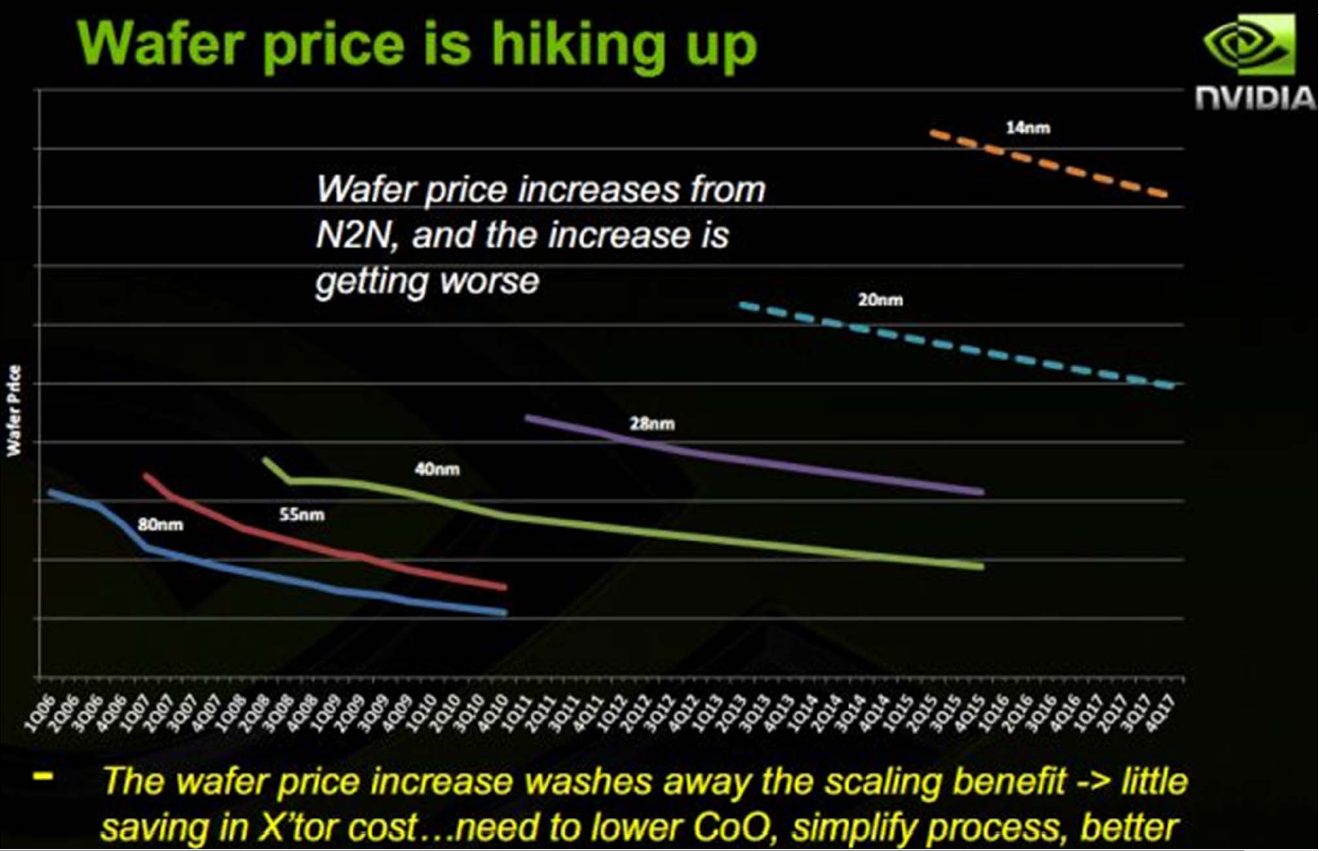 Wafer price is hiking up
NVIDIA
14nm
Wafer price increases from
N2N, and the increase is
getting worse
20nm
Wafer Price
28nm
40nm
55nm
80nm
1Q06 2Q06 3Q06 4Q06 1Q07 2Q07 3Q07 4Q07 1Q08 2Q08 3Q08 4Q08 1Q09 2Q09 3Q09 4Q09 1Q10 2Q10 3Q10 4Q10 1Q11 2Q11 3Q11 4Q11 1Q12 2Q12 3Q12 4Q12 1Q13 2Q13 3Q13 4Q13 1Q14 2Q14 3Q14 4Q14 1Q15 2Q15 3Q15 4Q15 1Q16 2Q16 3Q16 4Q16 1Q17 2Q17 3Q17 4Q17
- The wafer price increase washes away the scaling benefit -> little
saving in X'tor cost…need to lower CoO, simplify process, better